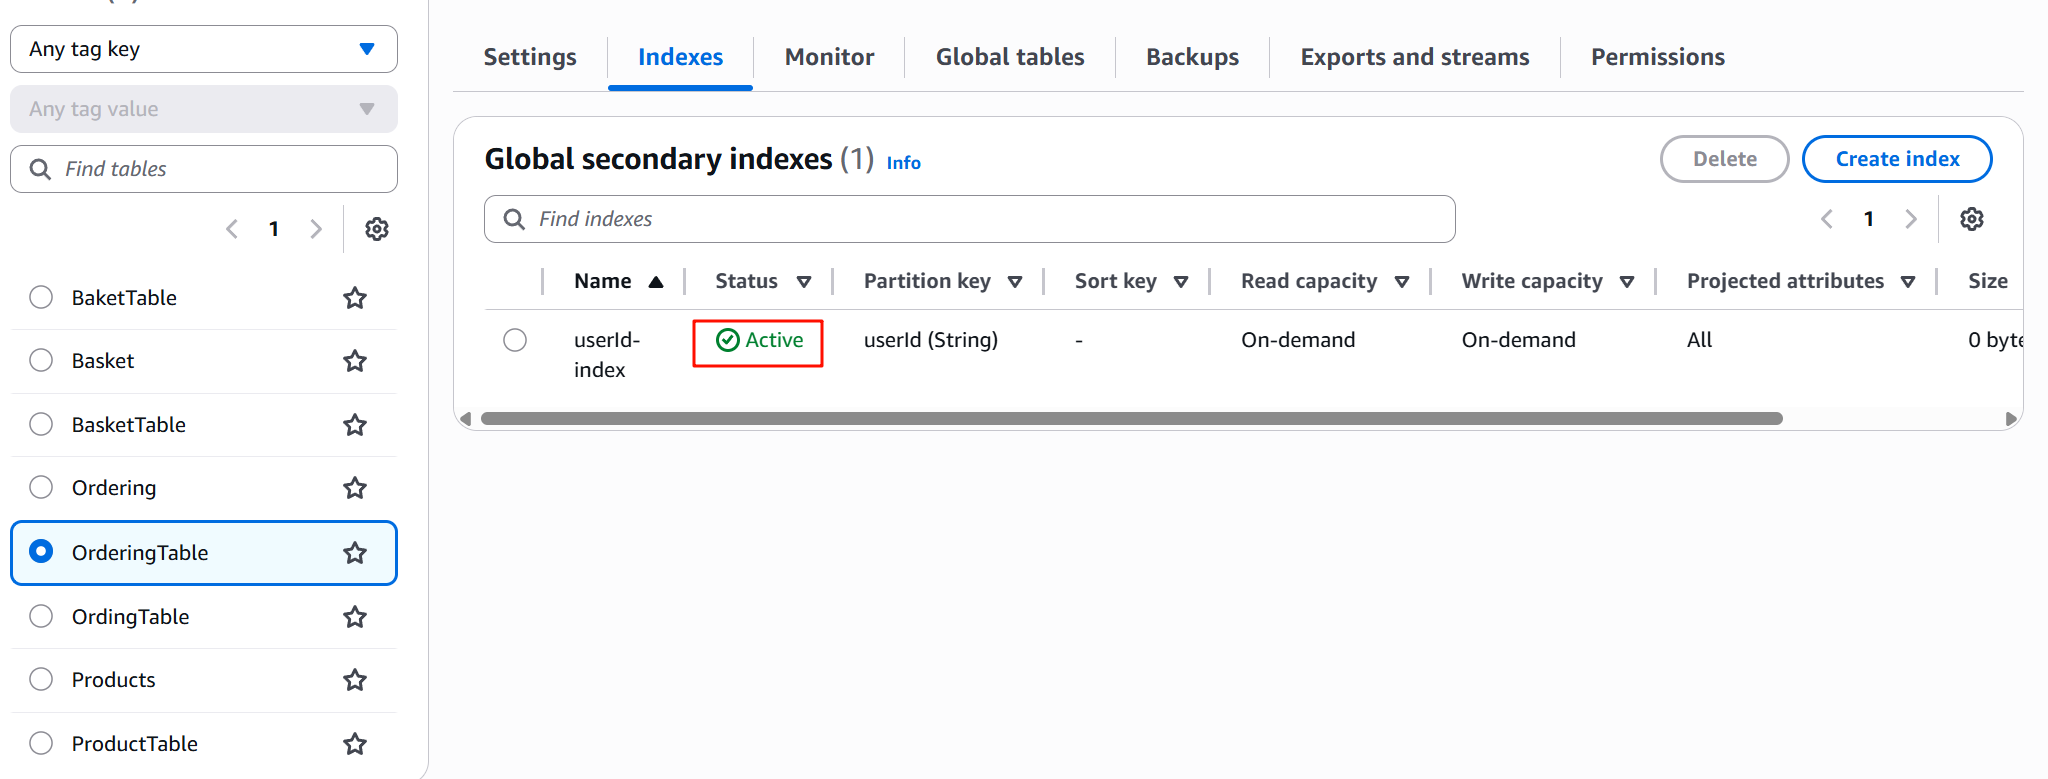 Any tag key
Any tag value
Find tables
1
BaketTable
Basket
BasketTable
Ordering
OrderingTable
OrdingTable
Products
ProductTable
Settings Indexes Monitor Global tables Backups Exports and streams Permissions
Global secondary indexes (1) Info
Delete Create index
Find indexes
1
Name Status Partition key Sort key Read capacity Write capacity Projected attributes Size
userId- Active userId (String) - On-demand On-demand All 0 byte
index